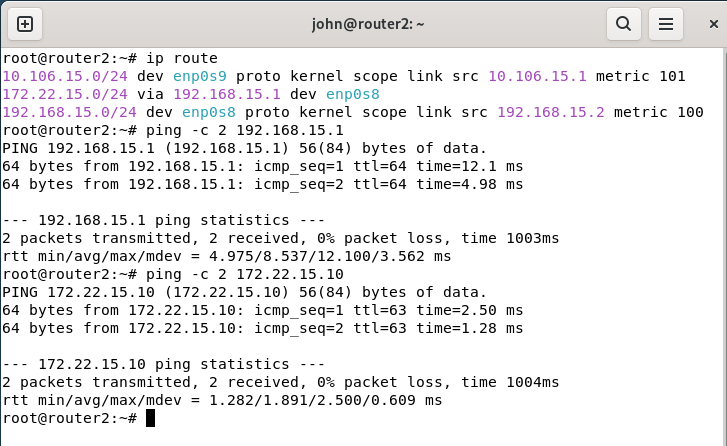 john@router2: ~
root@router2:~# ip route
10.106.15.0/24 dev enp0s9 proto kernel scope link src 10.106.15.1 metric 101
172.22.15.0/24 via 192.168.15.1 dev enp0s8
192.168.15.0/24 dev enp0s8 proto kernel scope link src 192.168.15.2 metric 100
root@router2:~# ping -c 2 192.168.15.1
PING 192.168.15.1 (192.168.15.1) 56(84) bytes of data.
64 bytes from 192.168.15.1: icmp_seq=1 ttl=64 time=12.1 ms
64 bytes from 192.168.15.1: icmp_seq=2 ttl=64 time=4.98 ms

--- 192.168.15.1 ping statistics ---
2 packets transmitted, 2 received, 0% packet loss, time 1003ms
rtt min/avg/max/mdev = 4.975/8.537/12.100/3.562 ms
root@router2:~# ping -c 2 172.22.15.10
PING 172.22.15.10 (172.22.15.10) 56(84) bytes of data.
64 bytes from 172.22.15.10: icmp_seq=1 ttl=63 time=2.50 ms
64 bytes from 172.22.15.10: icmp_seq=2 ttl=63 time=1.28 ms

--- 172.22.15.10 ping statistics ---
2 packets transmitted, 2 received, 0% packet loss, time 1004ms
rtt min/avg/max/mdev = 1.282/1.891/2.500/0.609 ms
root@router2:~#